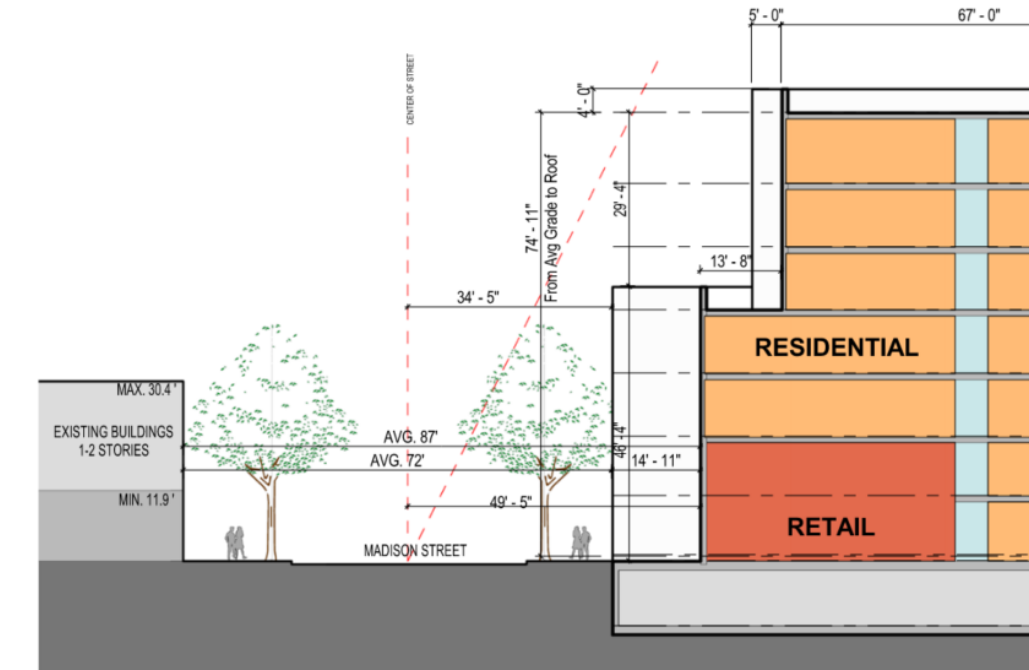 5' - 0"
67' - 0"
CENTER OF STREET
4' - 0"
74' - 11"
From Avg Grade to Roof
29' - 4"
13' - 8"
34' - 5"
RESIDENTIAL
MAX. 30.4 '
EXISTING BUILDINGS
1-2 STORIES
AVG. 87'
AVG. 72'
46' - 4"
14' - 11"
MIN. 11.9 '
49' - 5"
RETAIL
MADISON STREET